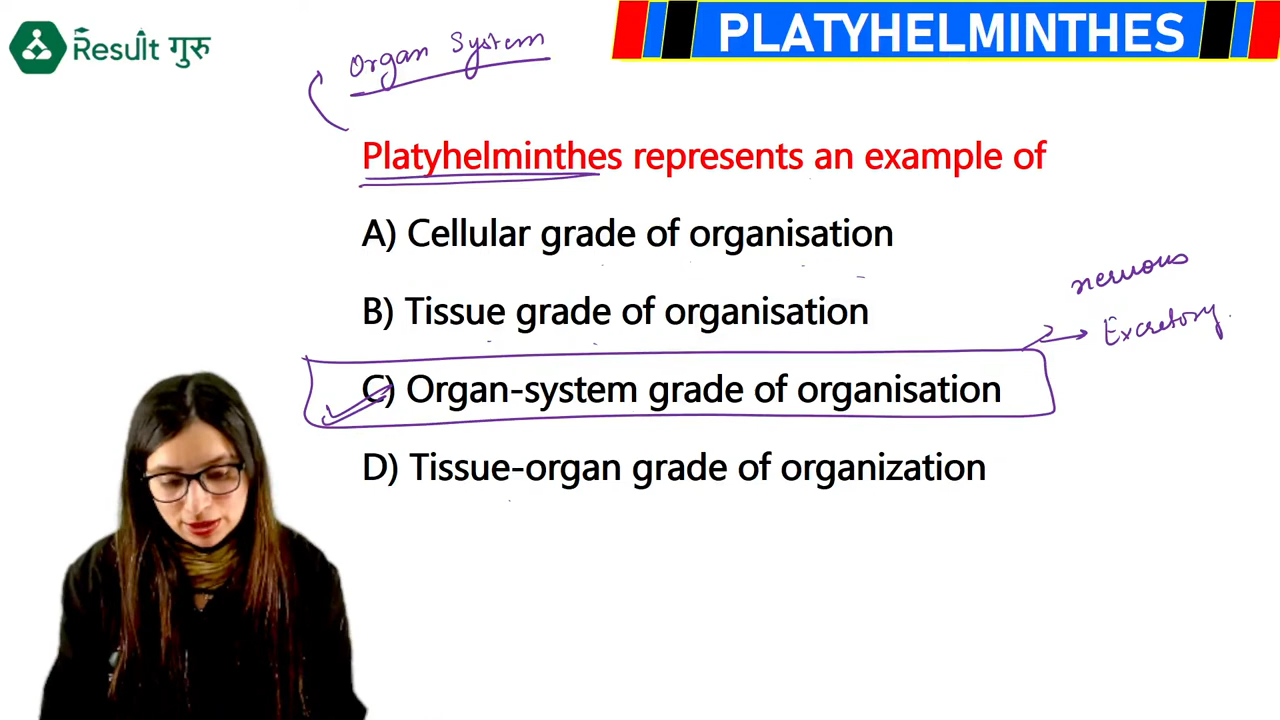 Result गुरु
PLATYHELMINTHES
Organ System
Platyhelminthes represents an example of
A) Cellular grade of organisation
B) Tissue grade of organisation
nervous
Excretory
C) Organ-system grade of organisation
D) Tissue-organ grade of organization